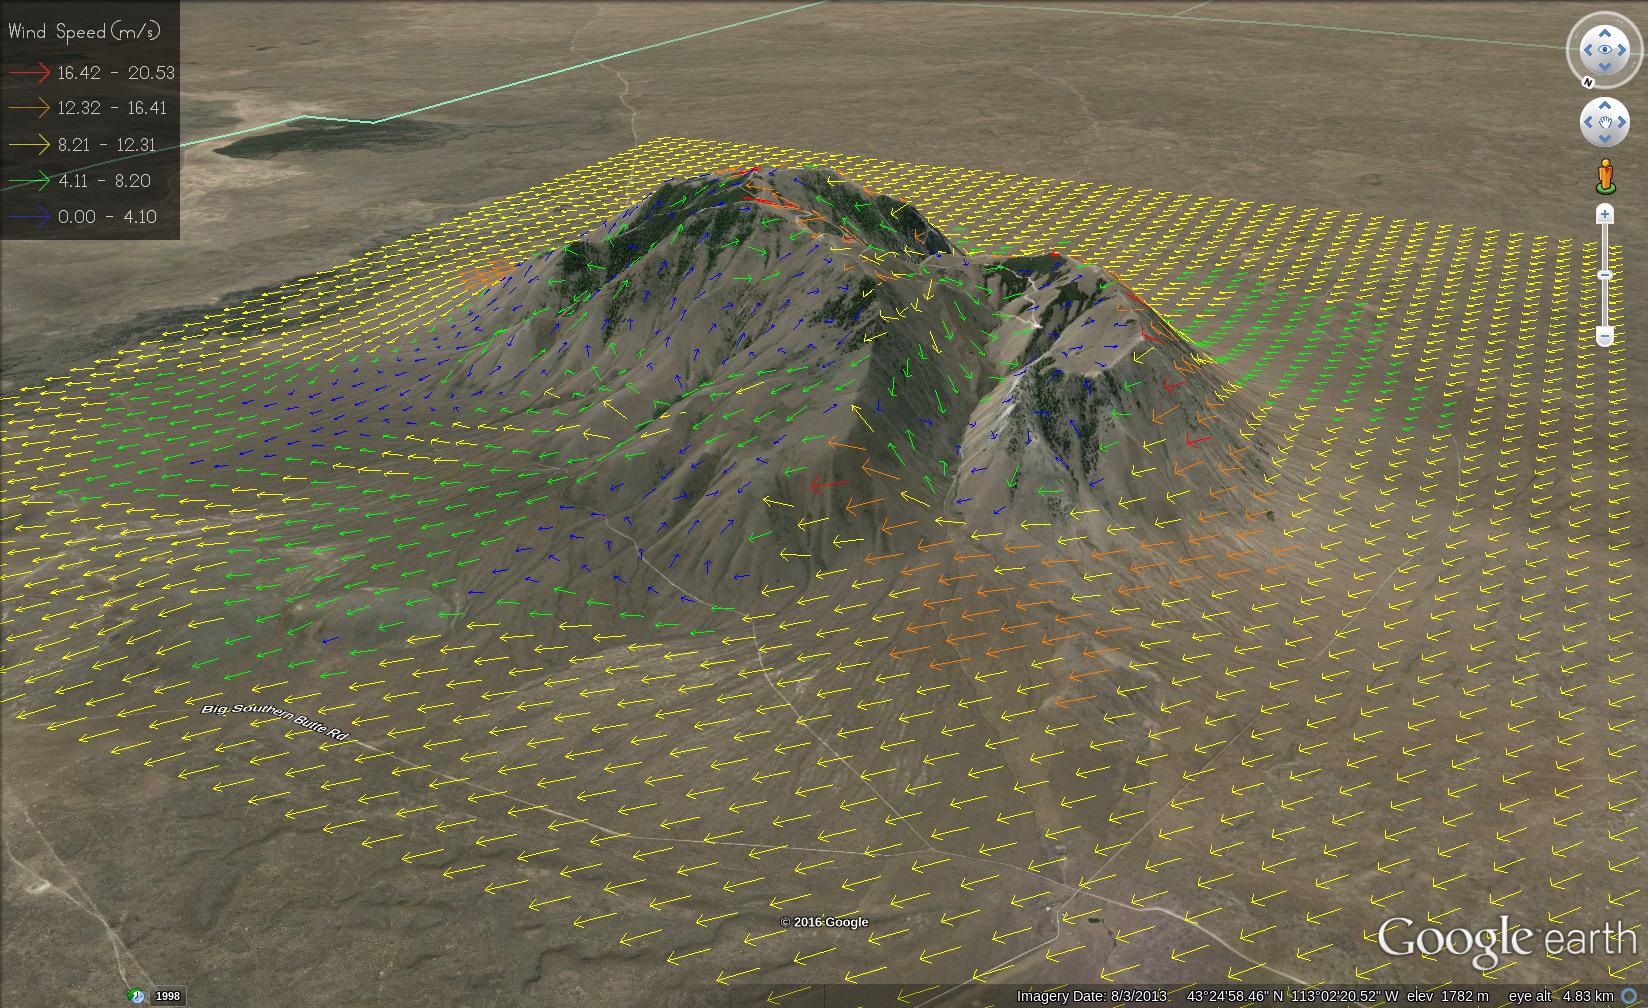 Wind Speed(m/s)
16.42 - 20.53
12.32 - 16.41
8.21 - 12.31
4.11 - 8.20
0.00 - 4.10
N
Big Southern Butte Rd
© 2016 Google
Google earth
1998
Imagery Date: 8/3/2013 43°24'58.46" N 113°02'20.52" W elev 1782 m eye alt 4.83 km